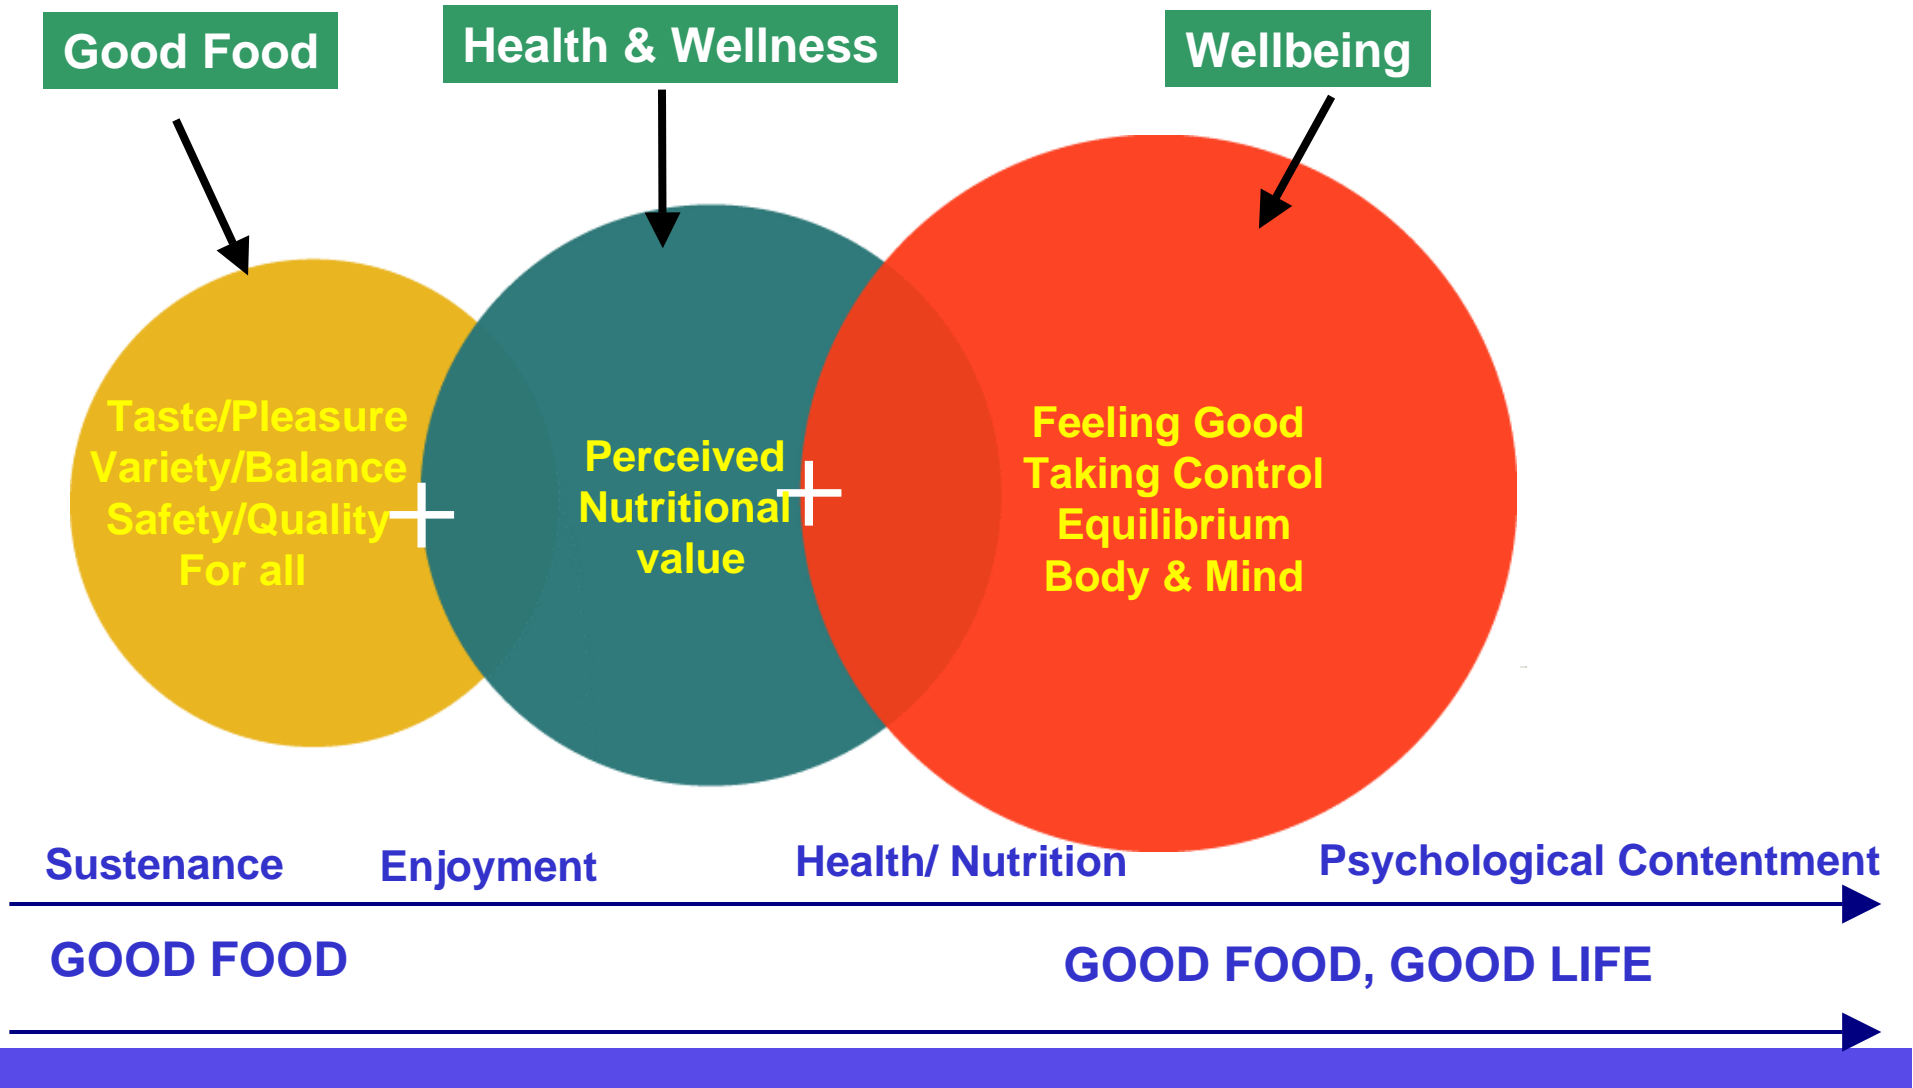 Good Food
Health & Wellness
Wellbeing
Taste/Pleasure
Variety/Balance
Safety/Quality
For all
+
Perceived
Nutritional
value
+
Feeling Good
Taking Control
Equilibrium
Body & Mind
Sustenance
Enjoyment
Health/ Nutrition
Psychological Contentment
GOOD FOOD
GOOD FOOD, GOOD LIFE